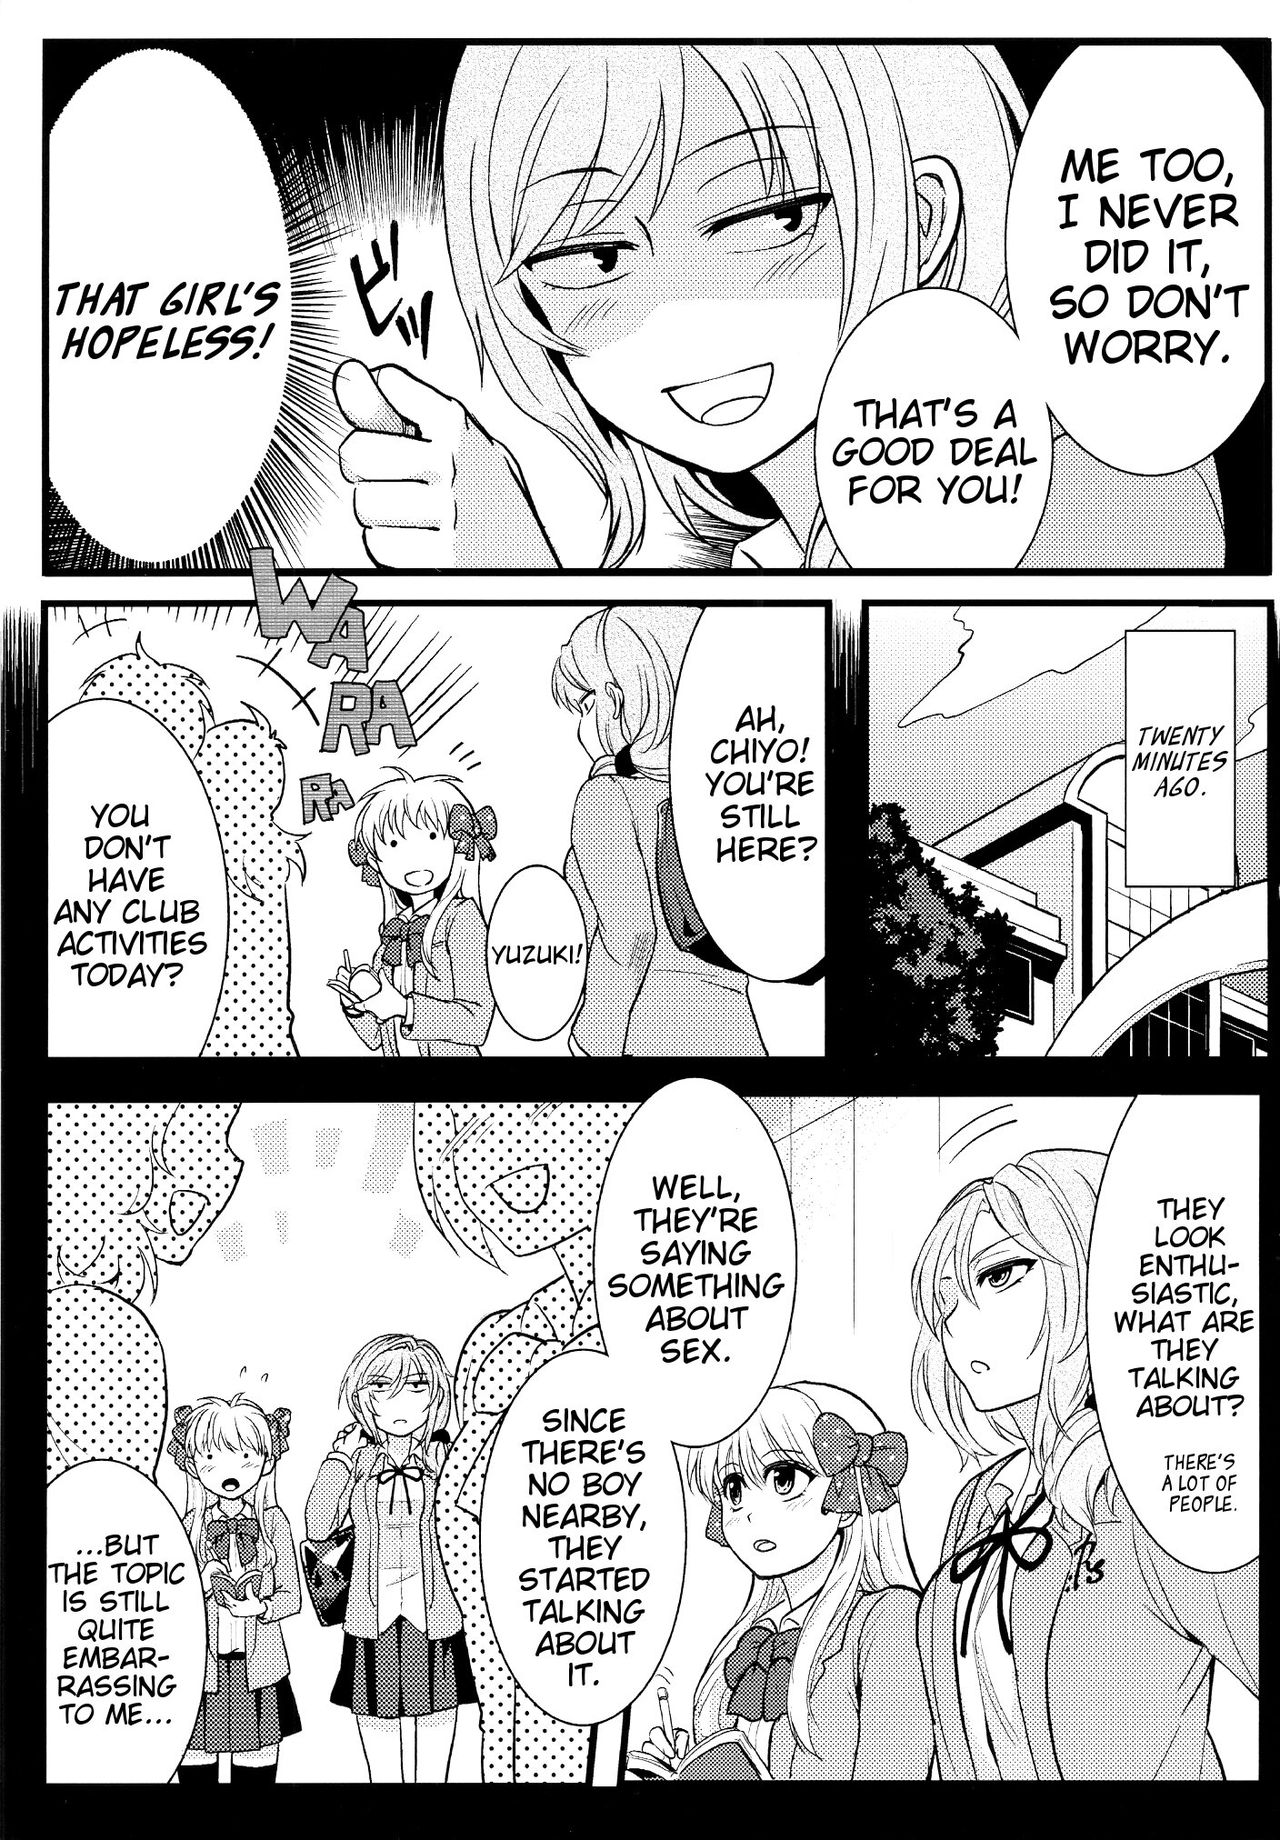 ME TOO,
I NEVER
DID IT,
SO DON'T
WORRY.
THAT'S A
GOOD DEAL
FOR YOU!
ビッ
THAT GIRL'S
HOPELESS!
TWENTY
MINUTES
AGO.
AH,
CHIYO!
YOU'RE
STILL
HERE?
YUZUKI!
WA
RA
RA
RA
YOU
DON'T
HAVE
ANY CLUB
ACTIVITIES
TODAY?
THEY
LOOK
ENTHU-
SIASTIC,
WHAT ARE
THEY
TALKING
ABOUT?
THERE'S
A LOT OF
PEOPLE.
WELL,
THEY'RE
SAYING
SOMETHING
ABOUT
SEX.
SINCE
THERE'S
NO BOY
NEARBY,
THEY
STARTED
TALKING
ABOUT
IT.
...BUT
THE TOPIC
IS STILL
QUITE
EMBAR-
RASSING
TO ME...